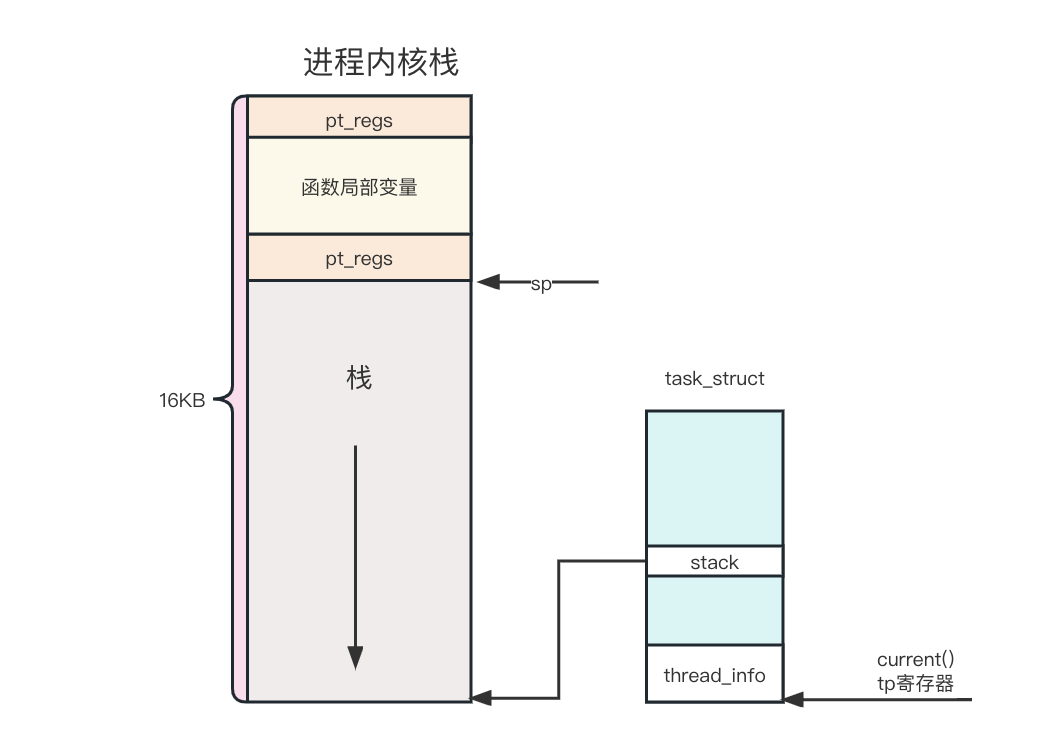 进程内核栈
pt_regs
函数局部变量
pt_regs
sp
栈
16KB
task_struct
stack
thread_info
current()
tp寄存器